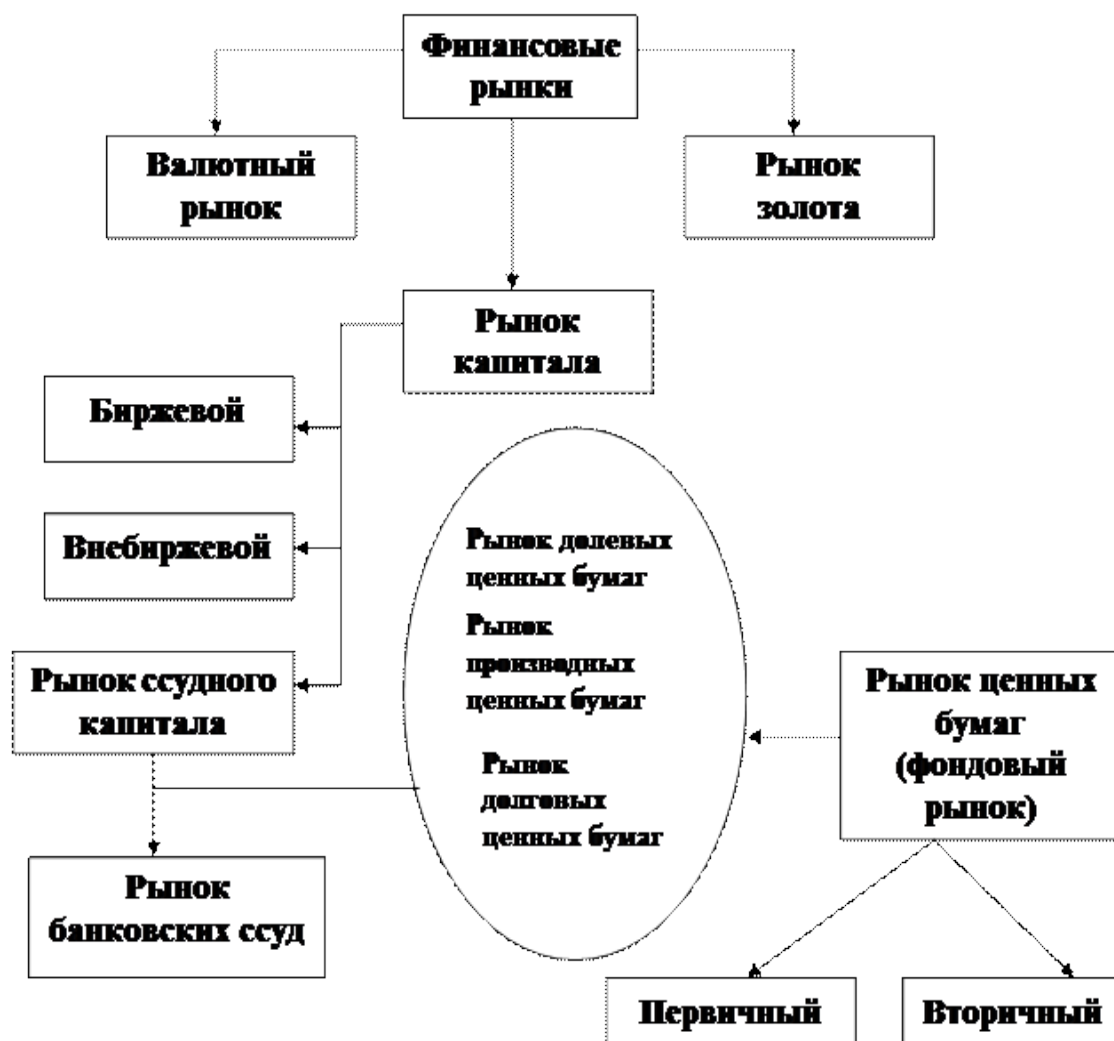 Финансовые
рынки
Валютный
рынок
Рынок
золота
Рынок
капитала
Биржевой
Внебиржевой
Рынок ссудного
капитала
Рынок
банковских ссуд
Рынок долевых
ценных бумаг
Рынок
производных
ценных бумаг
Рынок
долговых
ценных бумаг
Рынок ценных
бумаг
(фондовый
рынок)
Первичный
Вторичный